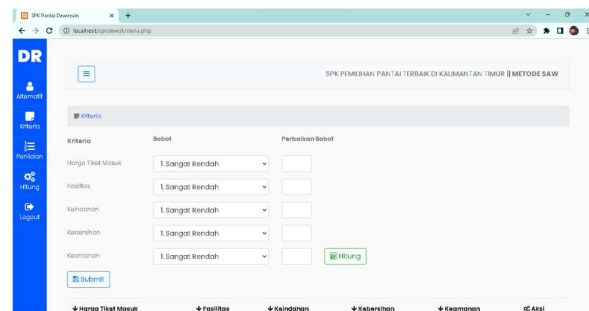 SPK Pantai Dewirevin
localhost/spkdewi/kriteria.php
DR
SPK PEMILIHAN PANTAI TERBAIK DI KALIMANTAN TIMUR || METODE SAW
Alternatif
Kriteria
Penilaian
Hitung
Logout
Kriteria
Kriteria Bobot Perbaikan Bobot
Harga Tiket Masuk 1. Sangat Rendah
Fasilitas 1. Sangat Rendah
Keindahan 1. Sangat Rendah
Kebersihan 1. Sangat Rendah
Keamanan 1. Sangat Rendah Hitung
Submit
Harga Tiket Masuk Fasilitas Keindahan Kebersihan Keamanan Aksi